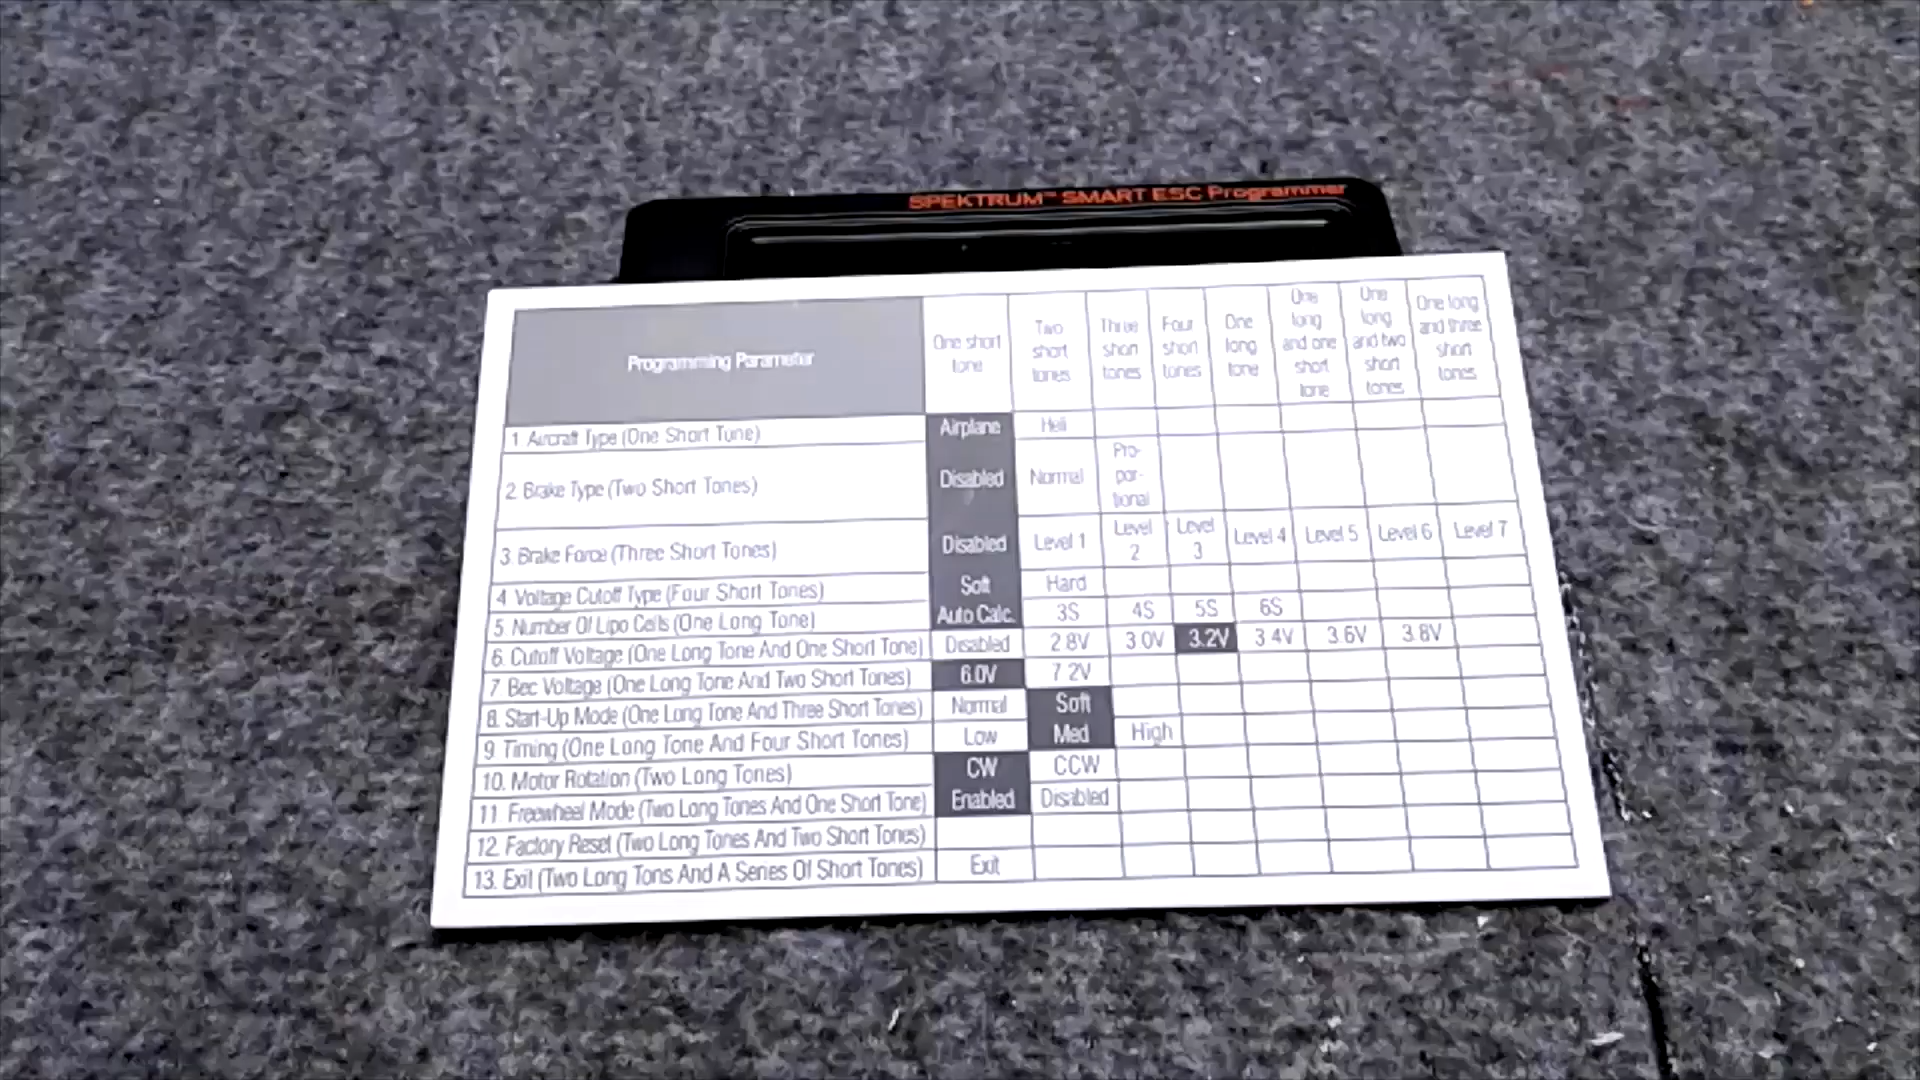 SPEKTRUM™ SMART ESC Programmer
Programming Parameter
One short tone
Two short tones
Three short tones
Four short tones
One long tone
One long and one short tone
One long and two short tones
One long and three short tones
1. Aircraft Type (One Short Tune) Airplane Heli
2. Brake Type (Two Short Tones) Disabled Normal Pro-por-tional
3. Brake Force (Three Short Tones) Disabled Level 1 Level 2 Level 3 Level 4 Level 5 Level 6 Level 7
4 Voltage Cutoff Type (Four Short Tones) Soft Hard
5. Number Of Lipo Cells (One Long Tone) Auto Calc. 3S 4S 5S 6S
6. Cutoff Voltage (One Long Tone And One Short Tone) Disabled 2.8V 3.0V 3.2V 3.4V 3.6V 3.8V
7. Bec Voltage (One Long Tone And Two Short Tones) 6.0V 7.2V
8. Start-Up Mode (One Long Tone And Three Short Tones) Normal Soft
9. Timing (One Long Tone And Four Short Tones) Low Med High
10. Motor Rotation (Two Long Tones) CW CCW
11. Freewheel Mode (Two Long Tones And One Short Tone) Enabled Disabled
12. Factory Reset (Two Long Tones And Two Short Tones)
13. Exit (Two Long Tons And A Series Of Short Tones) Exit